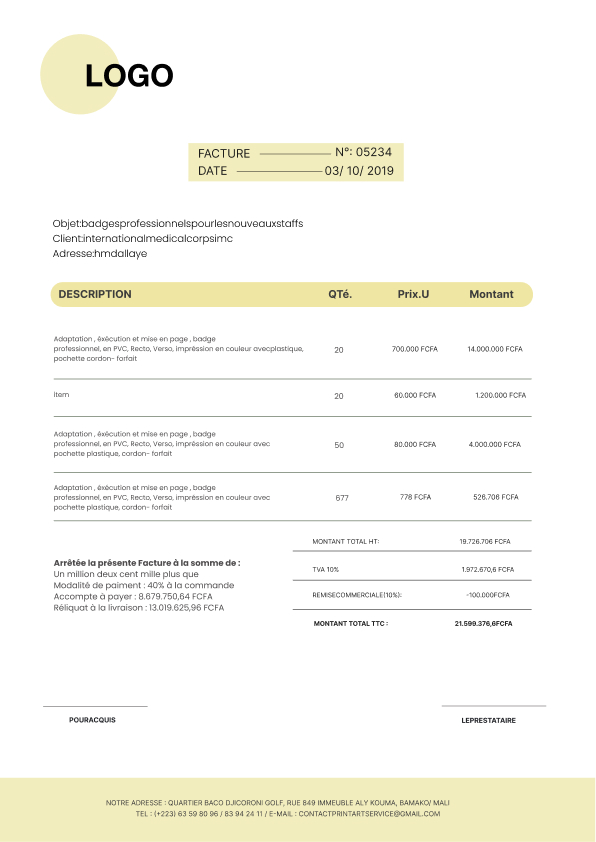 LOGO
FACTURE N°: 05234
DATE 03/ 10/ 2019
Objet:badgesprofessionnelspourlesnouveauxstaffs
Client:internationalmedicalcorpsimc
Adresse:hmdallaye
DESCRIPTION QTé. Prix.U Montant
Adaptation , éxécution et mise en page , badge
professionnel, en PVC, Recto, Verso, impréssion en couleur avecplastique, 20 700.000 FCFA 14.000.000 FCFA
pochette cordon- forfait
Item 20 60.000 FCFA 1.200.000 FCFA
Adaptation , éxécution et mise en page , badge
professionnel, en PVC, Recto, Verso, impréssion en couleur avec 50 80.000 FCFA 4.000.000 FCFA
pochette plastique, cordon- forfait
Adaptation , éxécution et mise en page , badge
professionnel, en PVC, Recto, Verso, impréssion en couleur avec 677 778 FCFA 526.706 FCFA
pochette plastique, cordon- forfait
MONTANT TOTAL HT: 19.726.706 FCFA
TVA 10% 1.972.670,6 FCFA
REMISECOMMERCIALE(10%): -100.000FCFA
MONTANT TOTAL TTC : 21.599.376,6FCFA
Arrêtée la présente Facture à la somme de :
Un million deux cent mille plus que
Modalité de paiment : 40% à la commande
Accompte à payer : 8.679.750,64 FCFA
Réliquat à la livraison : 13.019.625,96 FCFA
POURACQUIS LEPRESTATAIRE
NOTRE ADRESSE : QUARTIER BACO DJICORONI GOLF, RUE 849 IMMEUBLE ALY KOUMA, BAMAKO/ MALI
TEL : (+223) 63 59 80 96 / 83 94 24 11 / E-MAIL : CONTACTPRINTARTSERVICE@GMAIL.COM